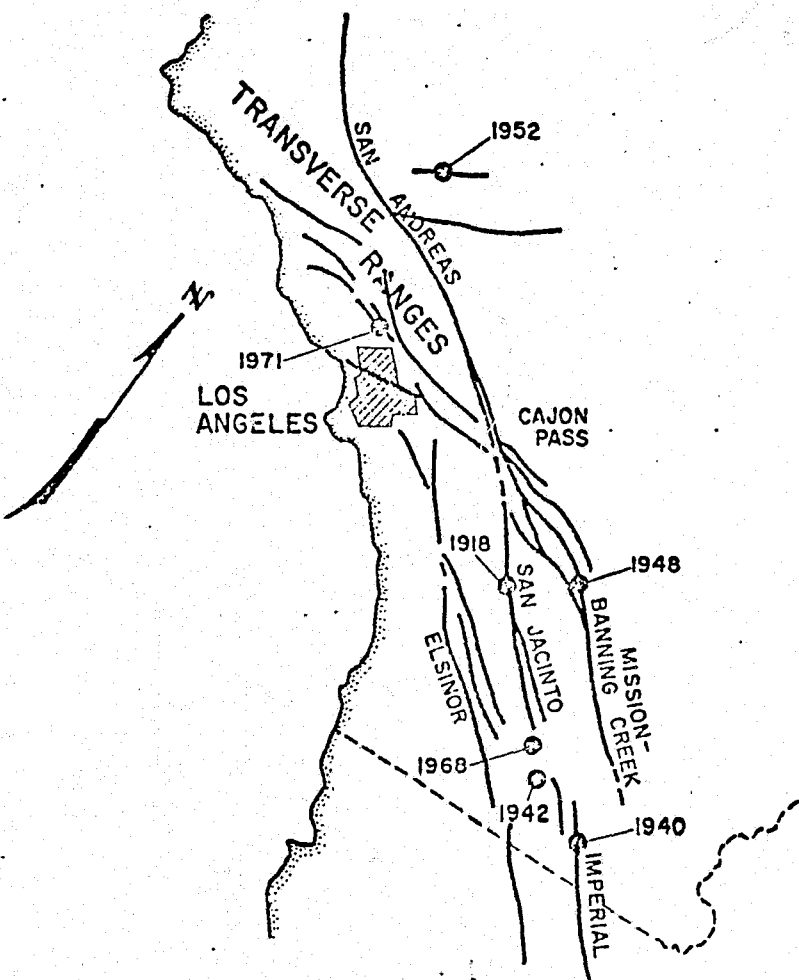 TRANSVERSE
RANGES
SAN
ANDREAS
1952
N
1971
LOS
ANGELES
CAJON
PASS
1918
1948
SAN JACINTO
BANNING
MISSION-
CREEK
ELSINOR
1968
1942
1940
IMPERIAL